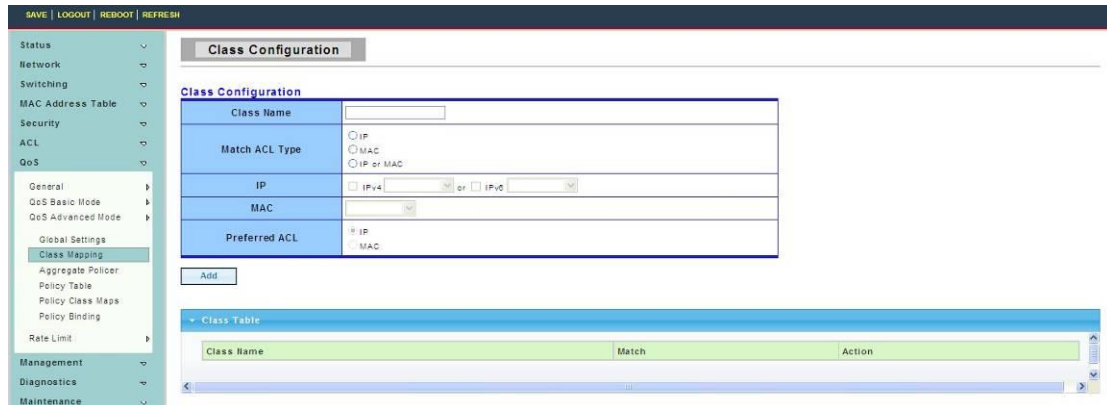 SAVE | LOGOUT | REBOOT | REFRESH
Status
Network
Switching
MAC Address Table
Security
ACL
QoS
General
QoS Basic Mode
QoS Advanced Mode
Global Settings
Class Mapping
Aggregate Policer
Policy Table
Policy Class Maps
Policy Binding
Rate Limit
Management
Diagnostics
Maintenance
Class Configuration
Class Configuration
Class Name
Match ACL Type
IP
MAC
IP or MAC
IP
IPv4 or IPv6
MAC
Preferred ACL
IP
MAC
Add
Class Table
Class Name Match Action